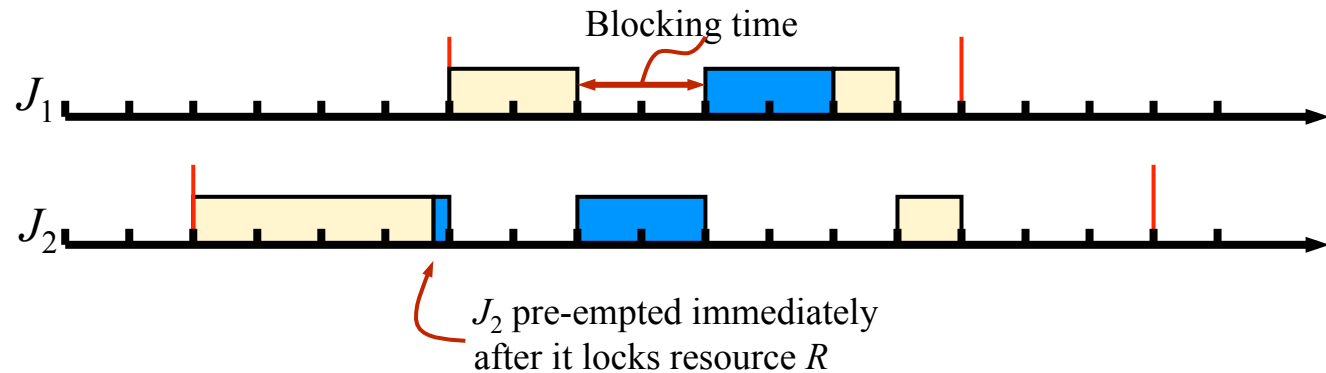 Blocking time
J1
J2
J2 pre-empted immediately
after it locks resource R